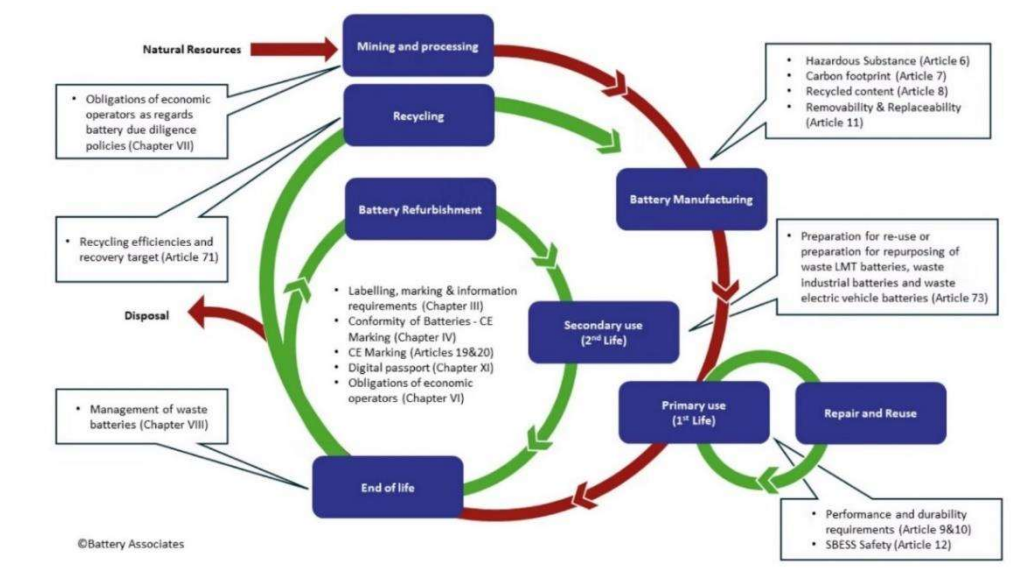 Natural Resources
Mining and processing
• Obligations of economic
operators as regards
battery due diligence
policies (Chapter VII)
Recycling
• Hazardous Substance (Article 6)
• Carbon footprint (Article 7)
• Recycled content (Article 8)
• Removability & Replaceability
(Article 11)
Battery Manufacturing
Battery Refurbishment
• Recycling efficiencies and
recovery target (Article 71)
• Preparation for re-use or
preparation for repurposing of
waste LMT batteries, waste
industrial batteries and waste
electric vehicle batteries (Article 73)
Disposal
• Labelling, marking & information
requirements (Chapter III)
• Conformity of Batteries - CE
Marking (Chapter IV)
• CE Marking (Articles 19&20)
• Digital passport (Chapter XI)
• Obligations of economic
operators (Chapter VI)
Secondary use
(2nd Life)
• Management of waste
batteries (Chapter VIII)
Primary use
(1st Life)
Repair and Reuse
End of life
• Performance and durability
requirements (Article 9&10)
• SBESS Safety (Article 12)
©Battery Associates